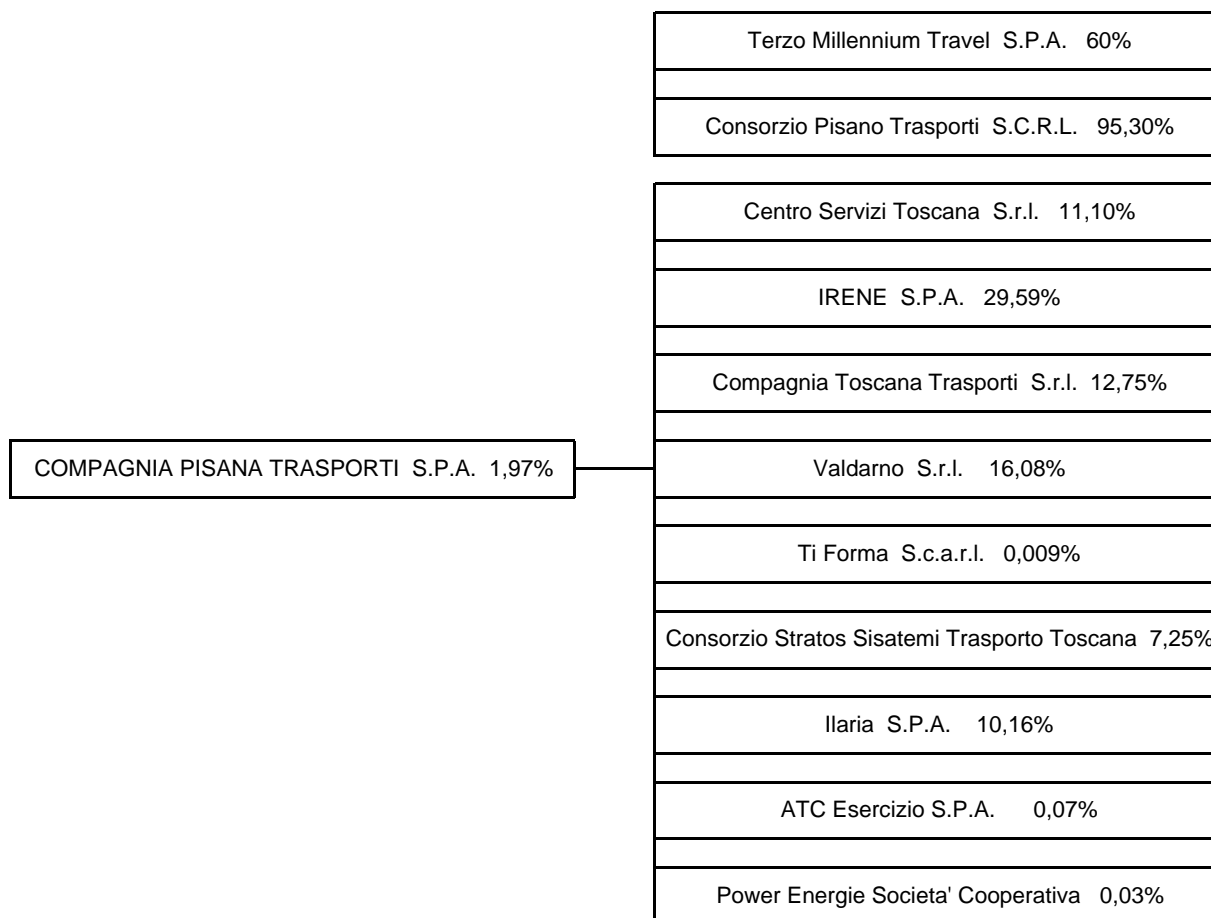 Terzo Millennium Travel S.P.A. 60%
Consorzio Pisano Trasporti S.C.R.L. 95,30%
Centro Servizi Toscana S.r.l. 11,10%
IRENE S.P.A. 29,59%
Compagnia Toscana Trasporti S.r.l. 12,75%
COMPAGNIA PISANA TRASPORTI S.P.A. 1,97%
Valdarno S.r.l. 16,08%
Ti Forma S.c.a.r.l. 0,009%
Consorzio Stratos Sisatemi Trasporto Toscana 7,25%
Ilaria S.P.A. 10,16%
ATC Esercizio S.P.A. 0,07%
Power Energie Societa' Cooperativa 0,03%